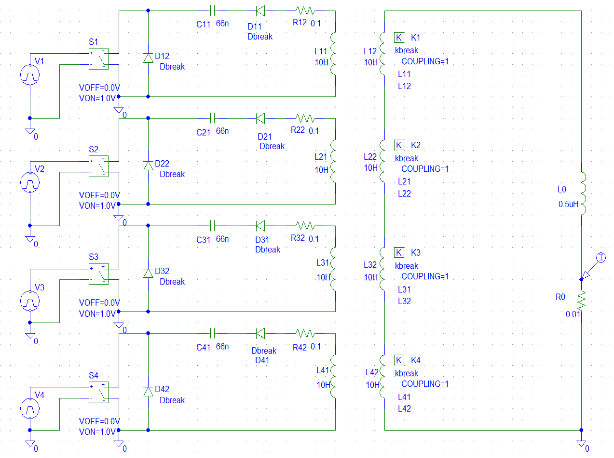 C11 66n
D11
Dbreak
R12 0.1
K K1
kbreak
COUPLING=1
L11
L12
L11
10H
L12
10H
S1
+
-
V1
D12
Dbreak
VOFF=0.0V
VON=1.0V
0
0
C21 66n
D21
Dbreak
R22 0.1
K K2
kbreak
COUPLING=1
L21
L22
L21
10H
L22
10H
S2
+
-
V2
D22
Dbreak
VOFF=0.0V
VON=1.0V
0
0
L0
0.5uH
C31 66n
D31
Dbreak
R32 0.1
K K3
kbreak
COUPLING=1
L31
L32
L31
10H
L32
10H
S3
+
-
V3
D32
Dbreak
VOFF=0.0V
VON=1.0V
0
0
I
R0
0.01
C41 66n
Dbreak
D41
R42 0.1
K K4
kbreak
COUPLING=1
L41
L42
L41
10H
L42
10H
S4
+
-
V4
D42
Dbreak
VOFF=0.0V
VON=1.0V
0
0
0